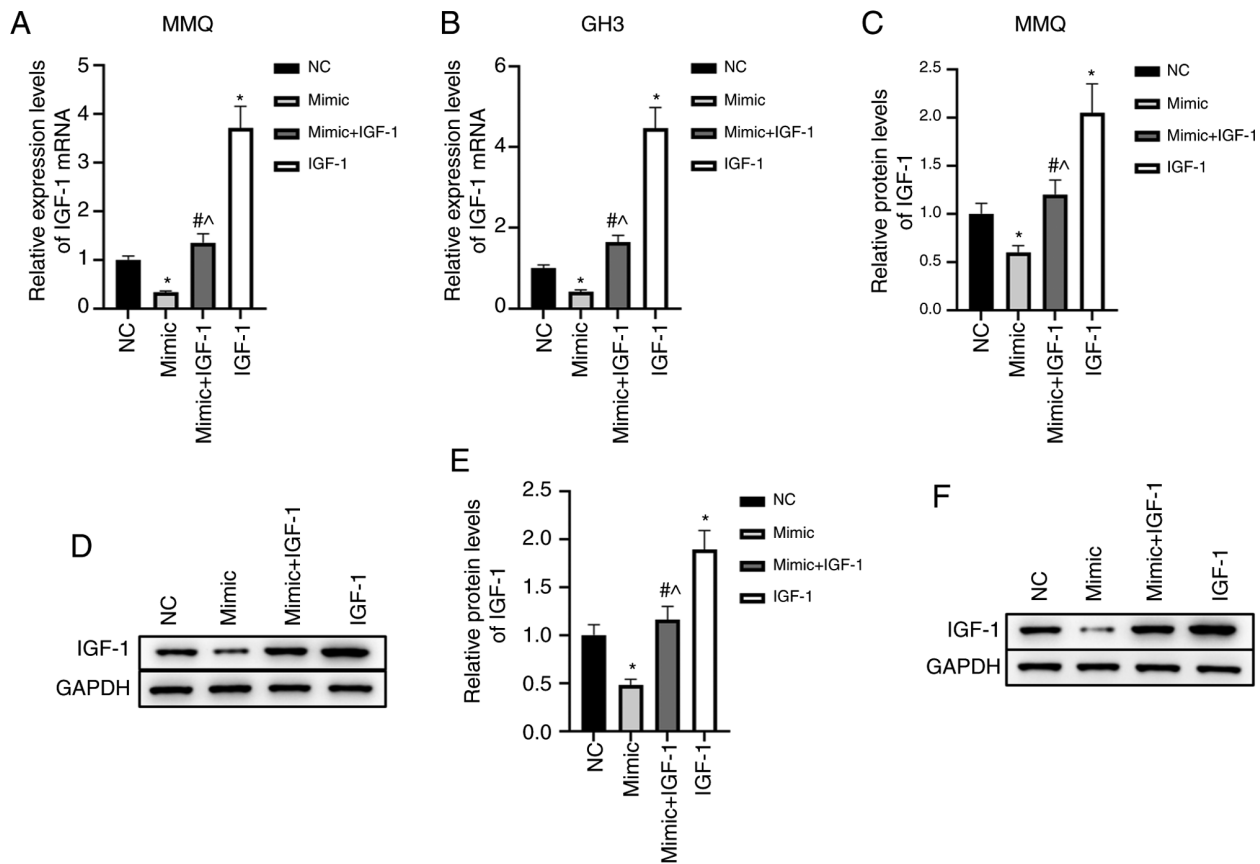 A
MMQ
Relative expression levels
of IGF-1 mRNA
5
4
3
2
1
0
*
#^
*
NC
Mimic
Mimic+IGF-1
IGF-1
NC
Mimic
Mimic+IGF-1
IGF-1
B
GH3
Relative expression levels
of IGF-1 mRNA
6
4
2
0
*
#^
*
NC
Mimic
Mimic+IGF-1
IGF-1
NC
Mimic
Mimic+IGF-1
IGF-1
C
MMQ
Relative protein levels
of IGF-1
2.5
2.0
1.5
1.0
0.5
0.0
*
#^
*
NC
Mimic
Mimic+IGF-1
IGF-1
NC
Mimic
Mimic+IGF-1
IGF-1
D
NC
Mimic
Mimic+IGF-1
IGF-1
IGF-1
GAPDH
E
Relative protein levels
of IGF-1
2.5
2.0
1.5
1.0
0.5
0.0
*
#^
*
NC
Mimic
Mimic+IGF-1
IGF-1
NC
Mimic
Mimic+IGF-1
IGF-1
F
NC
Mimic
Mimic+IGF-1
IGF-1
IGF-1
GAPDH